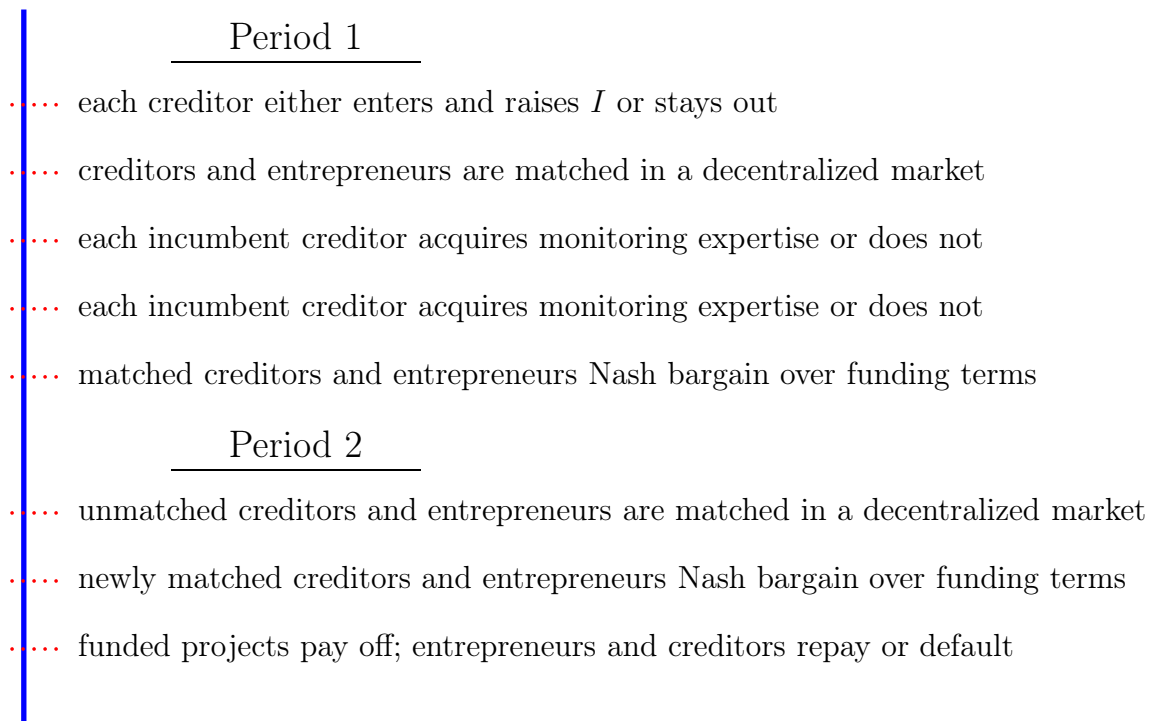 Period 1
each creditor either enters and raises I or stays out
creditors and entrepreneurs are matched in a decentralized market
each incumbent creditor acquires monitoring expertise or does not
each incumbent creditor acquires monitoring expertise or does not
matched creditors and entrepreneurs Nash bargain over funding terms
Period 2
unmatched creditors and entrepreneurs are matched in a decentralized market
newly matched creditors and entrepreneurs Nash bargain over funding terms
funded projects pay off; entrepreneurs and creditors repay or default